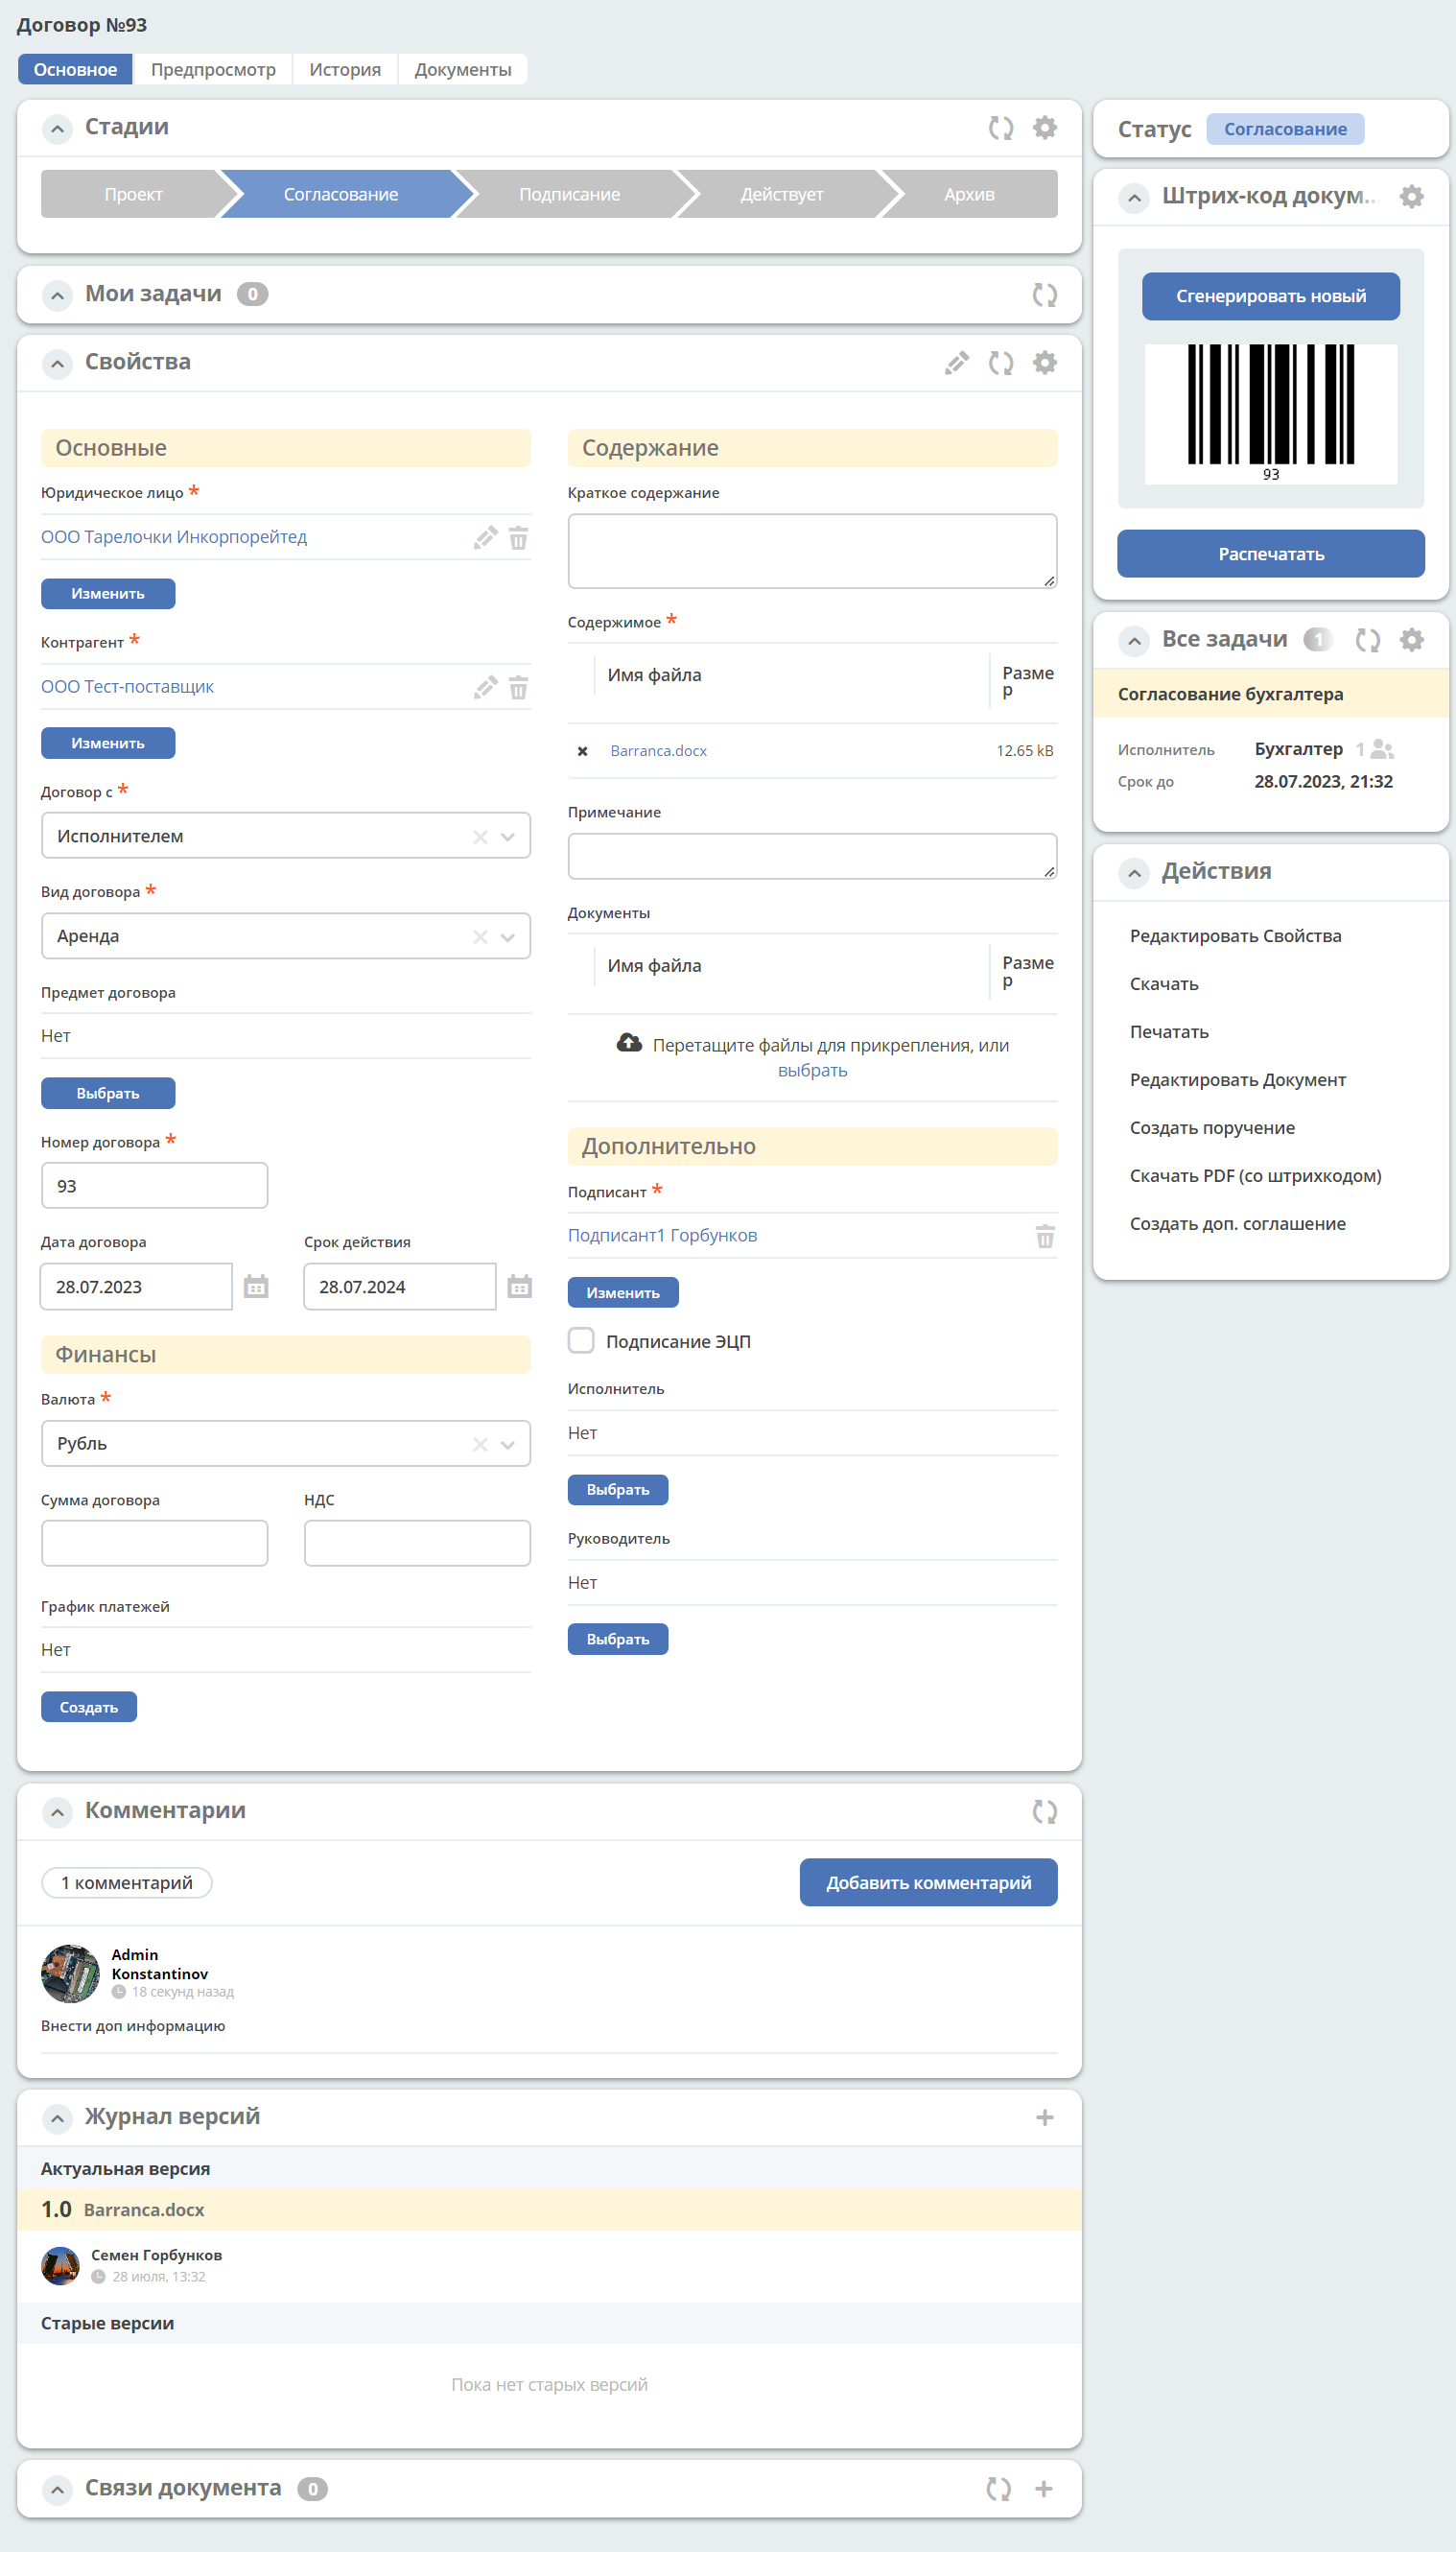 Договор №93
Основное
Предпросмотр
История
Документы
Стадии
Проект
Согласование
Подписание
Действует
Архив
Мои задачи 0
Свойства
Основные
Юридическое лицо *
ООО Тарелочки Инкорпорейтед
Изменить
Контрагент *
ООО Тест-поставщик
Изменить
Договор с *
Исполнителем
Вид договора *
Аренда
Предмет договора
Нет
Выбрать
Номер договора *
93
Дата договора
Срок действия
28.07.2023
28.07.2024
Финансы
Валюта *
Рубль
Сумма договора
НДС
График платежей
Нет
Создать
Содержание
Краткое содержание
Содержимое *
Имя файла
Разме
р
Barranca.docx
12.65 kB
Примечание
Документы
Имя файла
Разме
р
Перетащите файлы для прикрепления, или
выбрать
Дополнительно
Подписант *
Подписант1 Горбунков
Изменить
Подписание ЭЦП
Исполнитель
Нет
Выбрать
Руководитель
Нет
Выбрать
Комментарии
1 комментарий
Добавить комментарий
Admin
Konstantinov
18 секунд назад
Внести доп информацию
Журнал версий
Актуальная версия
1.0 Barranca.docx
Семен Горбунков
28 июля, 13:32
Старые версии
Пока нет старых версий
Связи документа 0
Статус Согласование
Штрих-код докум...
Сгенерировать новый
93
Распечатать
Все задачи 1
Согласование бухгалтера
Исполнитель Бухгалтер 1
Срок до 28.07.2023, 21:32
Действия
Редактировать Свойства
Скачать
Печатать
Редактировать Документ
Создать поручение
Скачать PDF (со штрихкодом)
Создать доп. соглашение